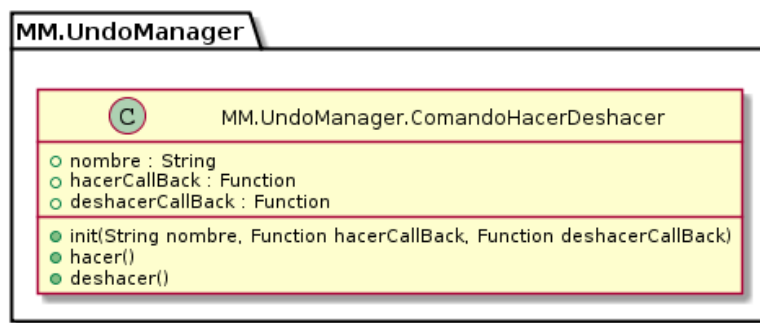 MM.UndoManager
C MM.UndoManager.ComandoHacerDeshacer
nombre : String
hacerCallBack : Function
deshacerCallBack : Function
init(String nombre, Function hacerCallBack, Function deshacerCallBack)
hacer()
deshacer()